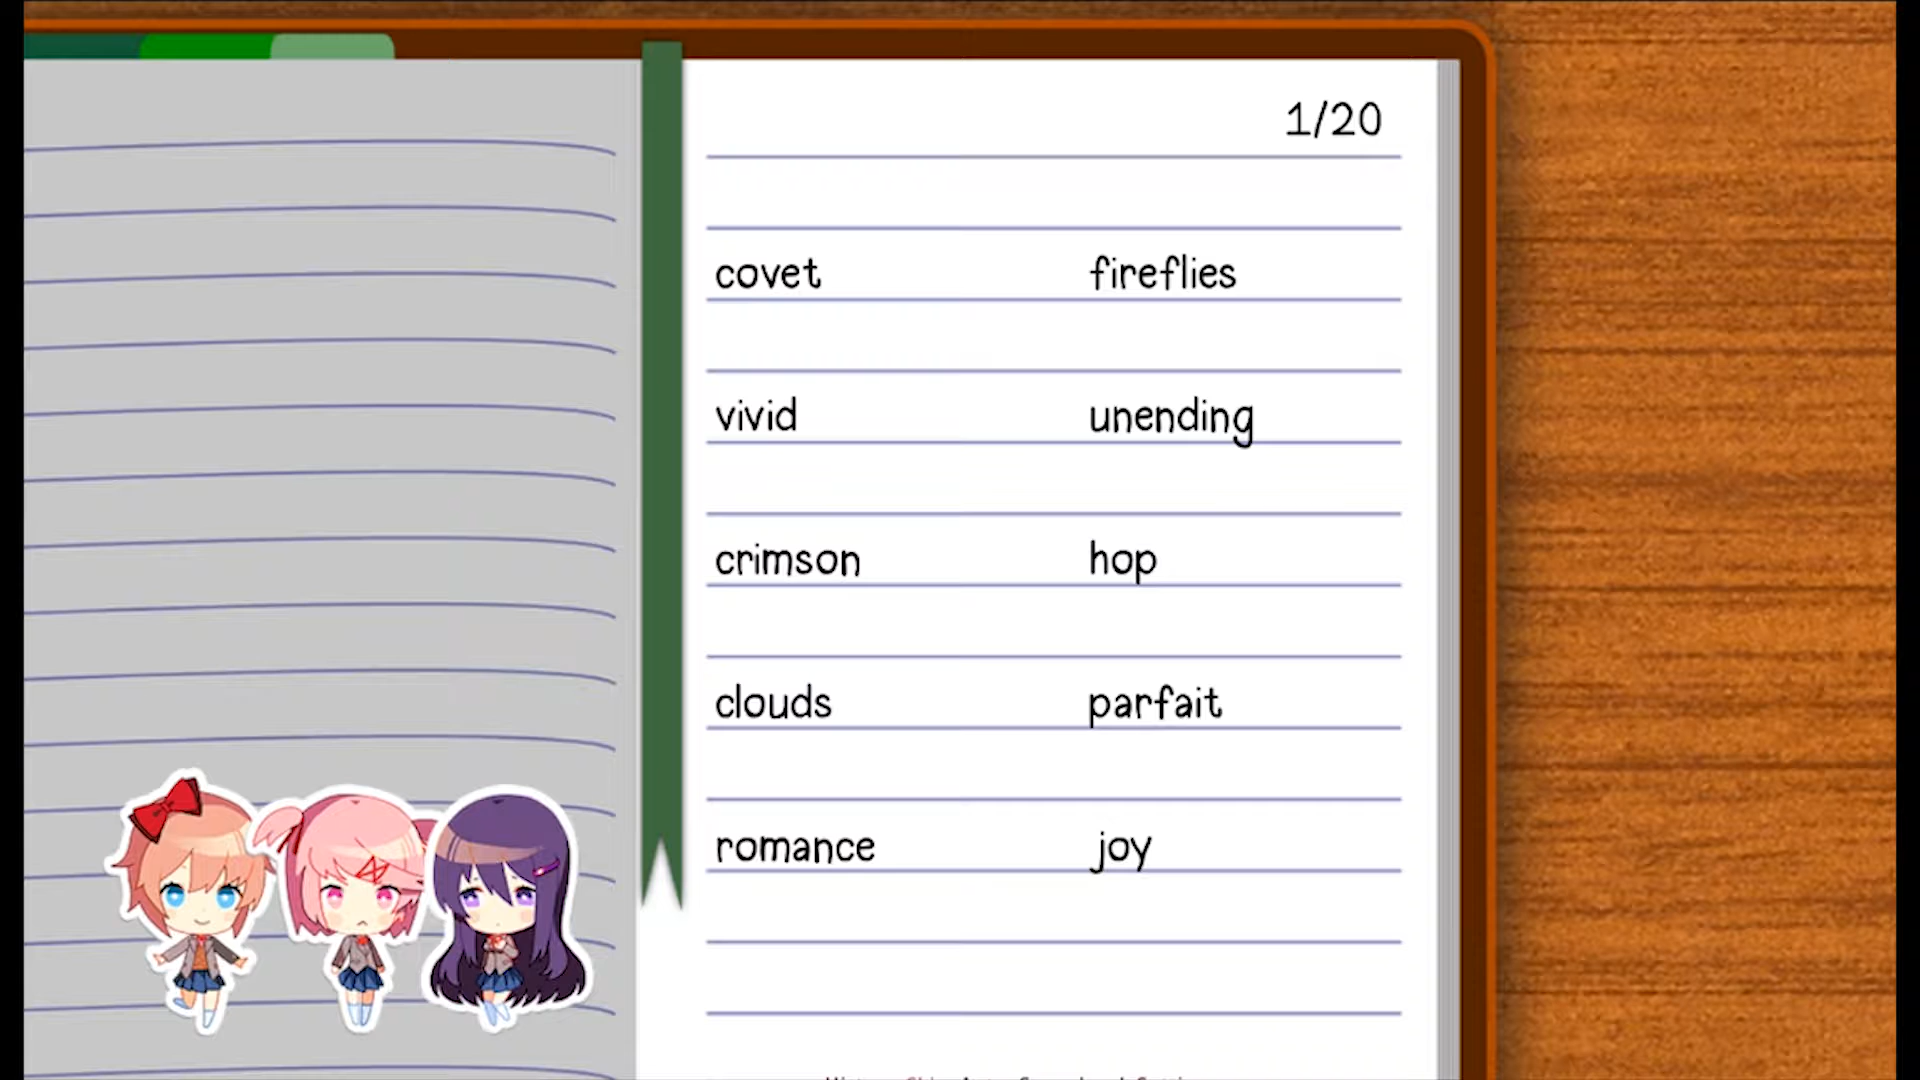 1/20
covet fireflies
vivid unending
crimson hop
clouds parfait
romance joy